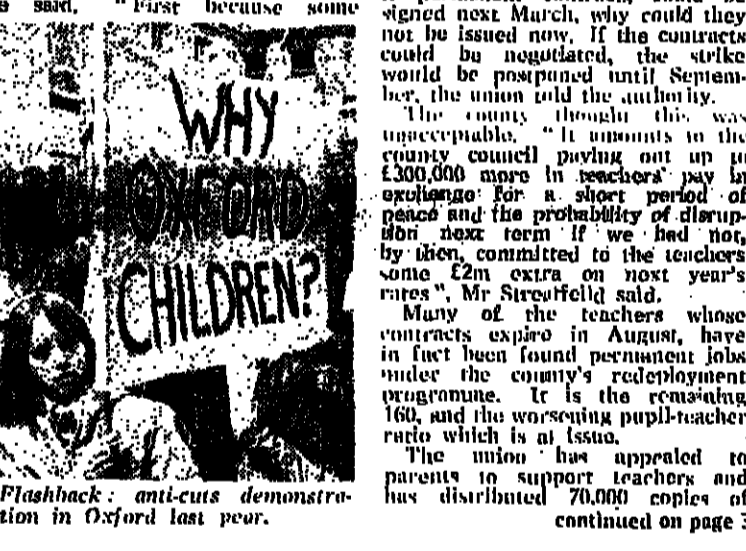 said. "First because some
WHY
OXFORD
CHILDREN?
Flashback: anti-cuts demonstra-
tion in Oxford last year.
signed next March, why could they
not be issued now. If the contracts
could be negotiated, the strike
would be postponed until Septem-
ber, the union told the authority.
The county thought this was
unacceptable. "It amounts to the
county council paying out up to
£300,000 more in teachers' pay in
exchange for a short period of
peace and the probability of disrup-
tion next term if we had not,
by then, committed to the teachers
some £2m extra on next year's
rates", Mr Streatfeild said.
Many of the teachers whose
contracts expire in August, have
in fact been found permanent jobs
under the county's redeployment
programme. It is the remaining
160, and the worsening pupil-teacher
ratio which is at issue.
The union has appealed to
parents to support teachers and
has distributed 70,000 copies of
continued on page